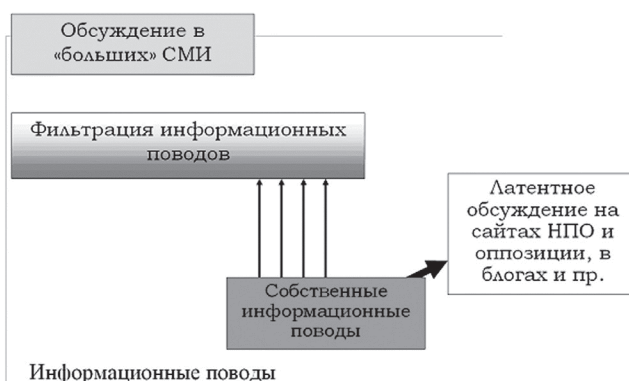 Обсуждение в
«больших» СМИ
Фильтрация информационных
поводов
Латентное
обсуждение на
сайтах НПО и
оппозиции, в
блогах и пр.
Собственные
информационные
поводы
Информационные поводы